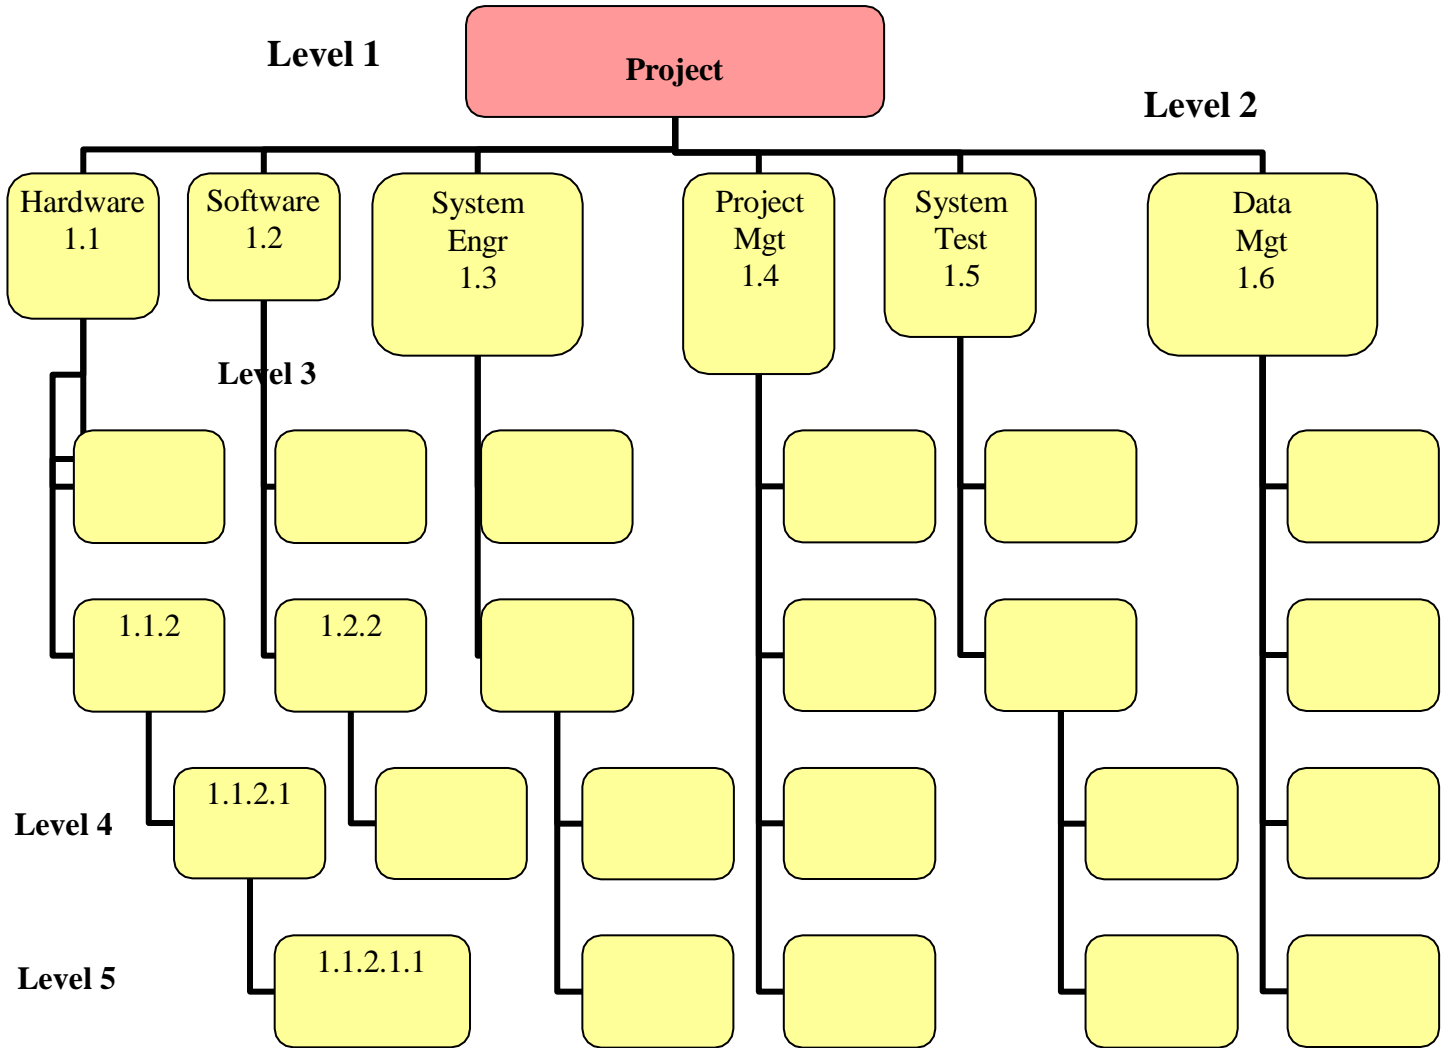 Level 1
Project
Level 2
Hardware
1.1
Software
1.2
System
Engr
1.3
Project
Mgt
1.4
System
Test
1.5
Data
Mgt
1.6
Level 3
1.1.2
1.2.2
1.1.2.1
Level 4
1.1.2.1.1
Level 5